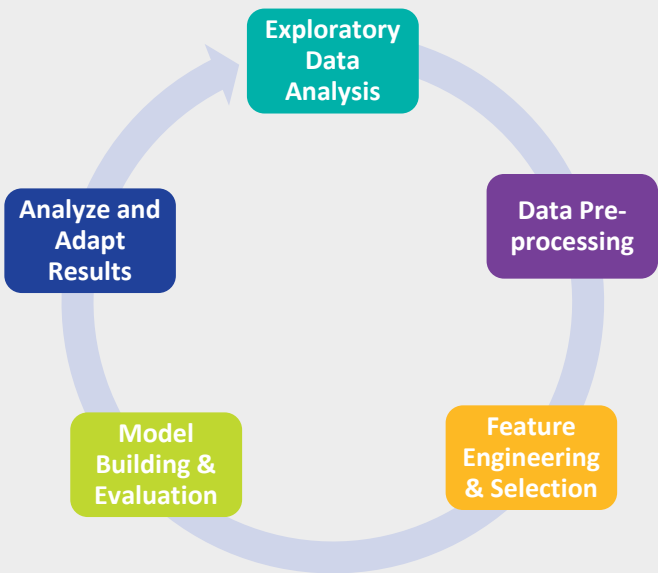 Exploratory
Data
Analysis
Data Pre-
processing
Feature
Engineering
& Selection
Model
Building &
Evaluation
Analyze and
Adapt
Results